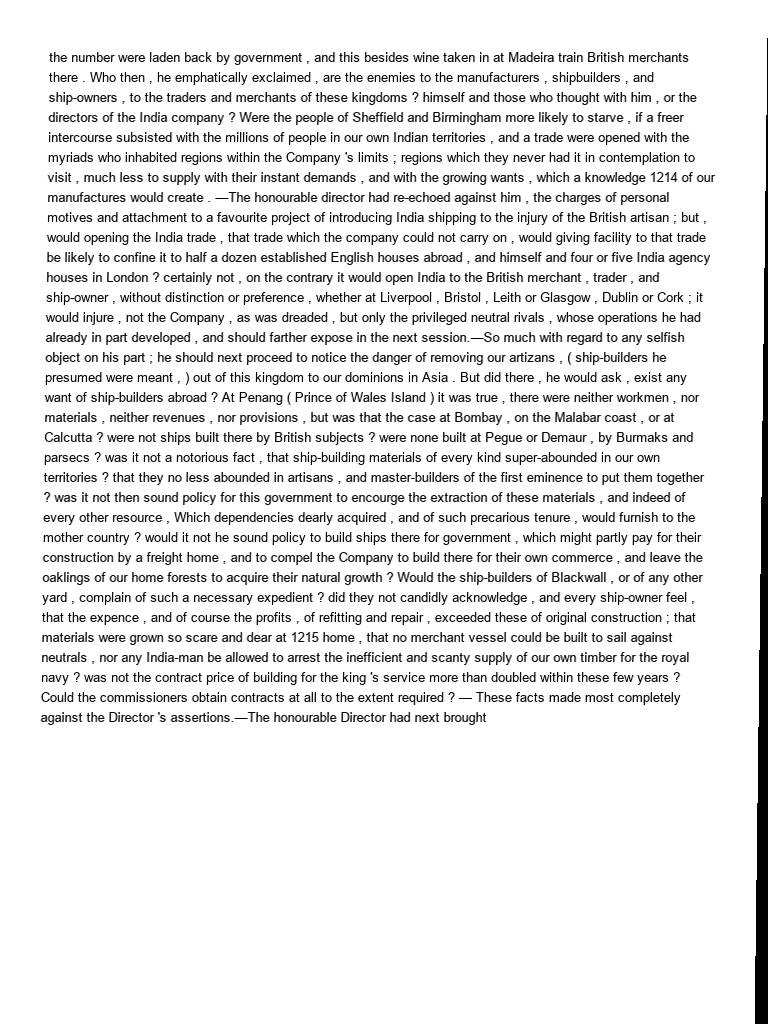 the number were laden back by government , and this besides wine taken in at Madeira train British merchants
there . Who then , he emphatically exclaimed , are the enemies to the manufacturers , shipbuilders , and
ship-owners , to the traders and merchants of these kingdoms ? himself and those who thought with him , or the
directors of the India company ? Were the people of Sheffield and Birmingham more likely to starve , if a freer
intercourse subsisted with the millions of people in our own Indian territories , and a trade were opened with the
myriads who inhabited regions within the Company 's limits ; regions which they never had it in contemplation to
visit , much less to supply with their instant demands , and with the growing wants , which a knowledge 1214 of our
manufactures would create . —The honourable director had re-echoed against him , the charges of personal
motives and attachment to a favourite project of introducing India shipping to the injury of the British artisan ; but ,
would opening the India trade , that trade which the company could not carry on , would giving facility to that trade
be likely to confine it to half a dozen established English houses abroad , and himself and four or five India agency
houses in London ? certainly not , on the contrary it would open India to the British merchant , trader , and
ship-owner , without distinction or preference , whether at Liverpool , Bristol , Leith or Glasgow , Dublin or Cork ; it
would injure , not the Company , as was dreaded , but only the privileged neutral rivals , whose operations he had
already in part developed , and should farther expose in the next session.—So much with regard to any selfish
object on his part ; he should next proceed to notice the danger of removing our artizans , ( ship-builders he
presumed were meant , ) out of this kingdom to our dominions in Asia . But did there , he would ask , exist any
want of ship-builders abroad ? At Penang ( Prince of Wales Island ) it was true , there were neither workmen , nor
materials , neither revenues , nor provisions , but was that the case at Bombay , on the Malabar coast , or at
Calcutta ? were not ships built there by British subjects ? were none built at Pegue or Demaur , by Burmaks and
parsecs ? was it not a notorious fact , that ship-building materials of every kind super-abounded in our own
territories ? that they no less abounded in artisans , and master-builders of the first eminence to put them together
? was it not then sound policy for this government to encourge the extraction of these materials , and indeed of
every other resource , Which dependencies dearly acquired , and of such precarious tenure , would furnish to the
mother country ? would it not he sound policy to build ships there for government , which might partly pay for their
construction by a freight home , and to compel the Company to build there for their own commerce , and leave the
oaklings of our home forests to acquire their natural growth ? Would the ship-builders of Blackwall , or of any other
yard , complain of such a necessary expedient ? did they not candidly acknowledge , and every ship-owner feel ,
that the expence , and of course the profits , of refitting and repair , exceeded these of original construction ; that
materials were grown so scare and dear at 1215 home , that no merchant vessel could be built to sail against
neutrals , nor any India-man be allowed to arrest the inefficient and scanty supply of our own timber for the royal
navy ? was not the contract price of building for the king 's service more than doubled within these few years ?
Could the commissioners obtain contracts at all to the extent required ? — These facts made most completely
against the Director 's assertions.—The honourable Director had next brought